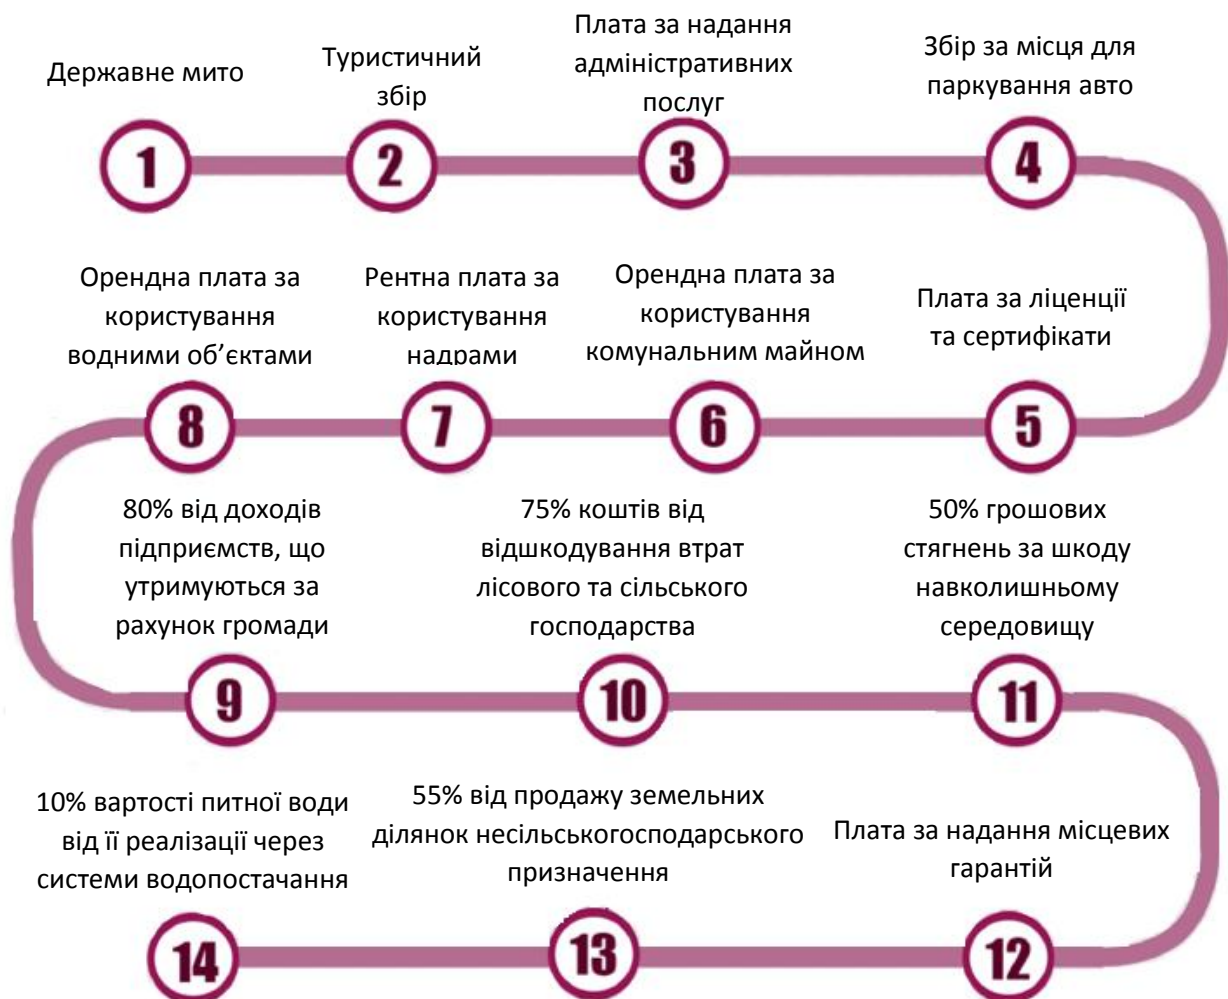 Державне мито
1
Туристичний
збір
2
Плата за надання
адміністративних
послуг
3
Збір за місця для
паркування авто
4
Плата за ліценції
та сертифікати
5
Орендна плата за
користування
комунальним майном
6
Рентна плата за
користування
надрами
7
Орендна плата за
користування
водними об’єктами
8
80% від доходів
підприємств, що
утримуються за
рахунок громади
9
75% коштів від
відшкодування втрат
лісового та сільського
господарства
10
50% грошових
стягнень за шкоду
навколишньому
середовищу
11
Плата за надання місцевих
гарантій
12
55% від продажу земельних
ділянок несільськогосподарського
призначення
13
10% вартості питної води
від її реалізації через
системи водопостачання
14